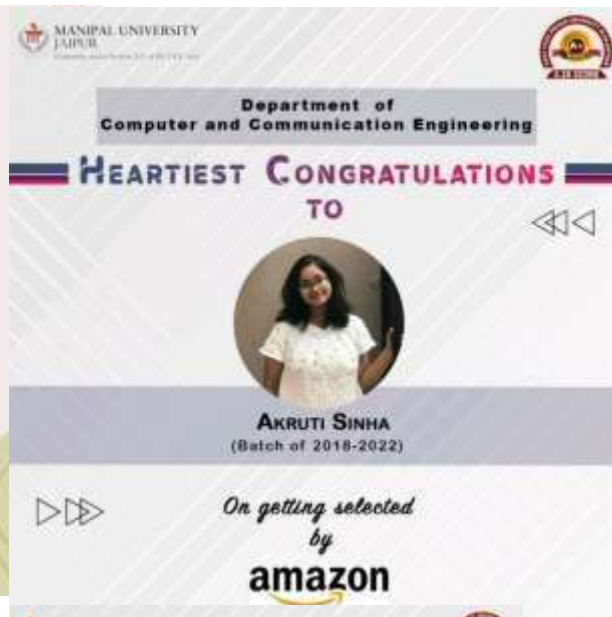 MANIPAL UNIVERSITY
JAIPUR
Department of
Computer and Communication Engineering
HEARTIEST CONGRATULATIONS
TO
AKRUTI SINHA
(Batch of 2018-2022)
On getting selected
by
amazon